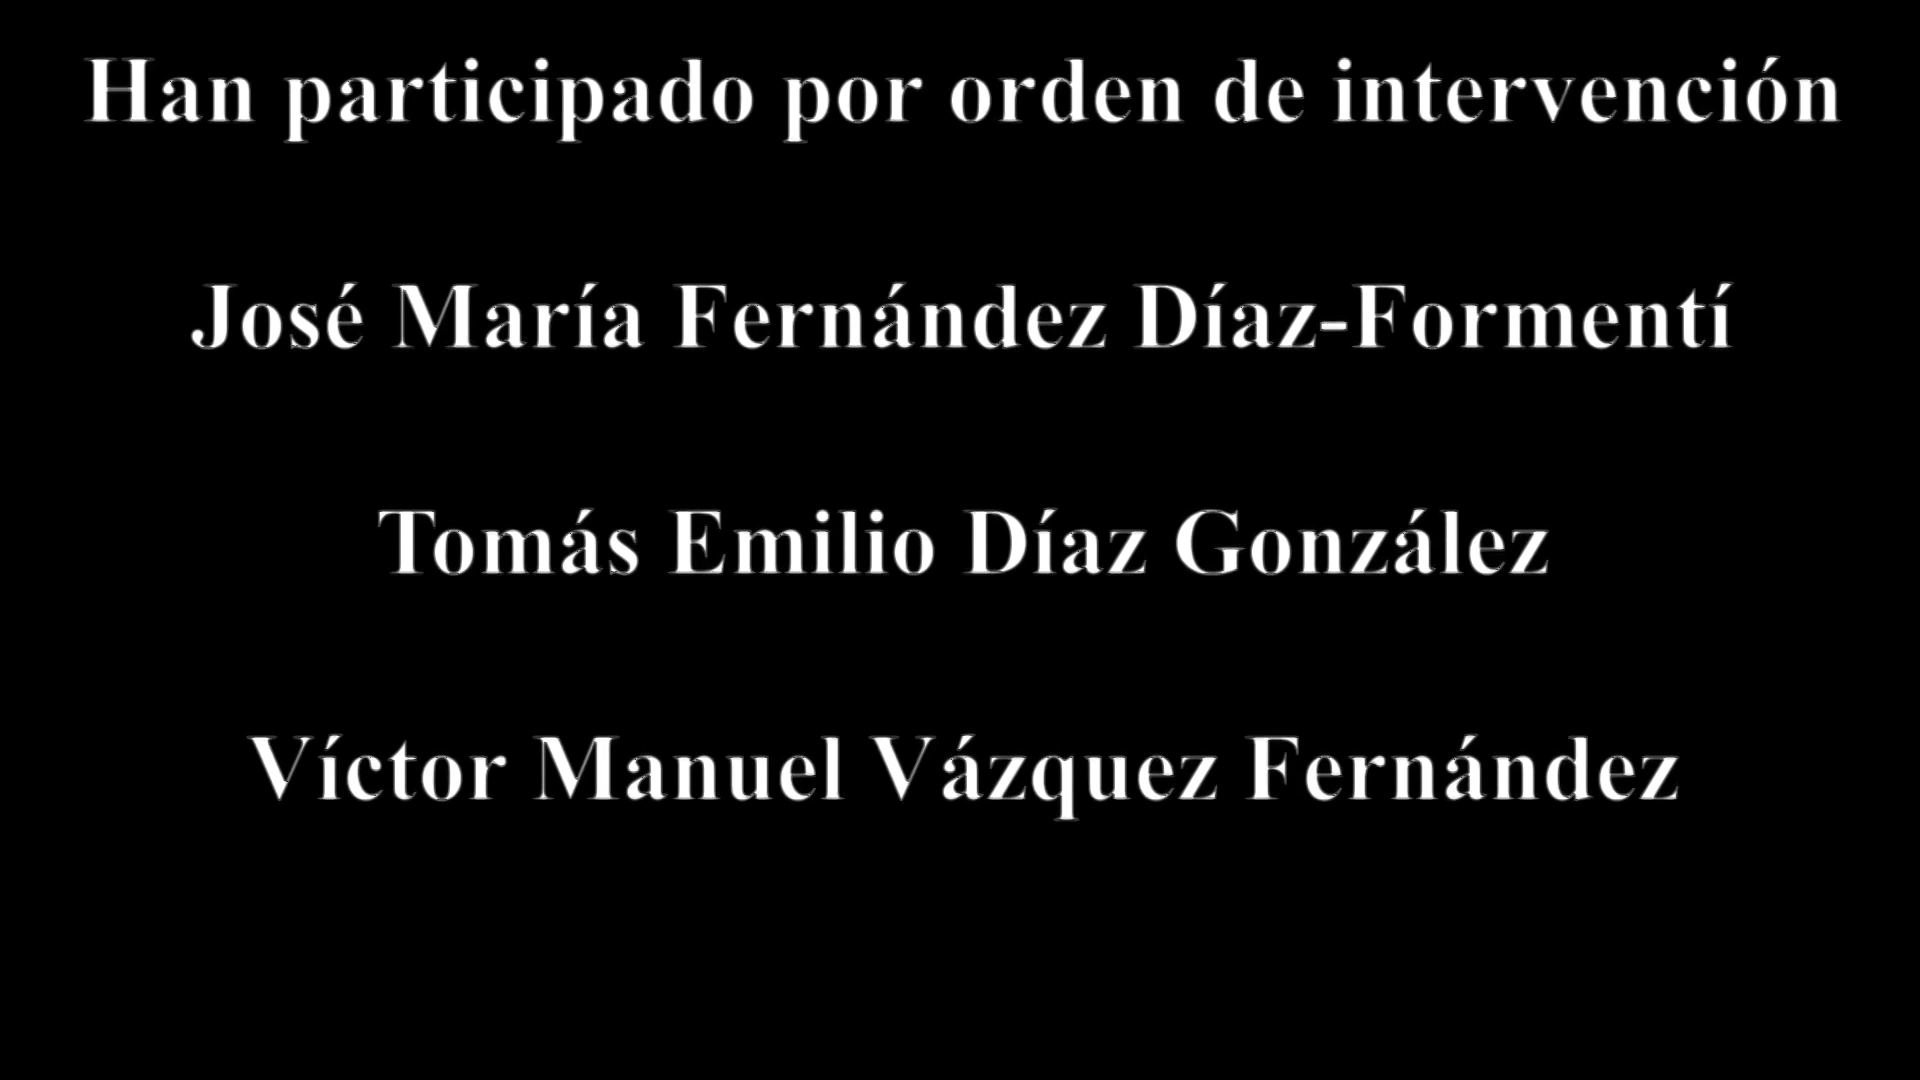 Han participado por orden de intervención
José María Fernández Díaz-Formentí
Tomás Emilio Díaz González
Víctor Manuel Vázquez Fernández